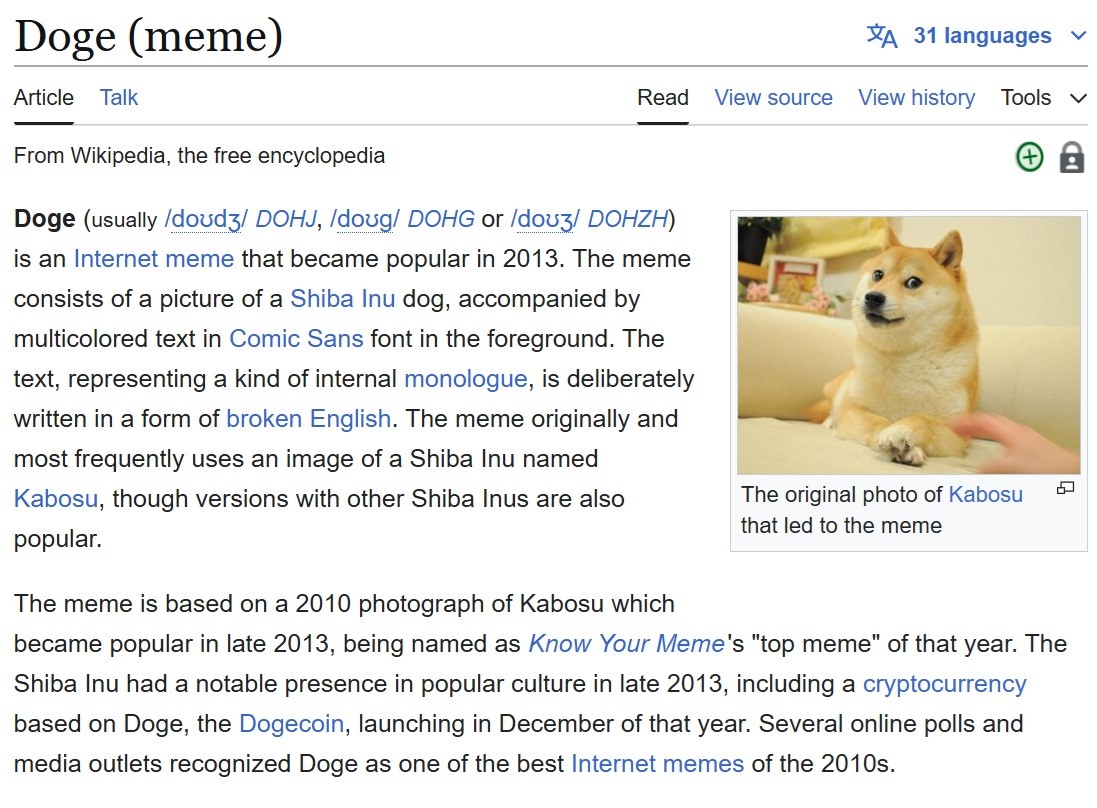 Doge (meme)
31 languages
Article Talk Read View source View history Tools
From Wikipedia, the free encyclopedia
Doge (usually /doʊdʒ/ DOHJ, /doʊɡ/ DOHG or /doʊʒ/ DOHZH)
is an Internet meme that became popular in 2013. The meme
consists of a picture of a Shiba Inu dog, accompanied by
multicolored text in Comic Sans font in the foreground. The
text, representing a kind of internal monologue, is deliberately
written in a form of broken English. The meme originally and
most frequently uses an image of a Shiba Inu named
Kabosu, though versions with other Shiba Inus are also
popular.
The original photo of Kabosu
that led to the meme
The meme is based on a 2010 photograph of Kabosu which
became popular in late 2013, being named as Know Your Meme's "top meme" of that year. The
Shiba Inu had a notable presence in popular culture in late 2013, including a cryptocurrency
based on Doge, the Dogecoin, launching in December of that year. Several online polls and
media outlets recognized Doge as one of the best Internet memes of the 2010s.